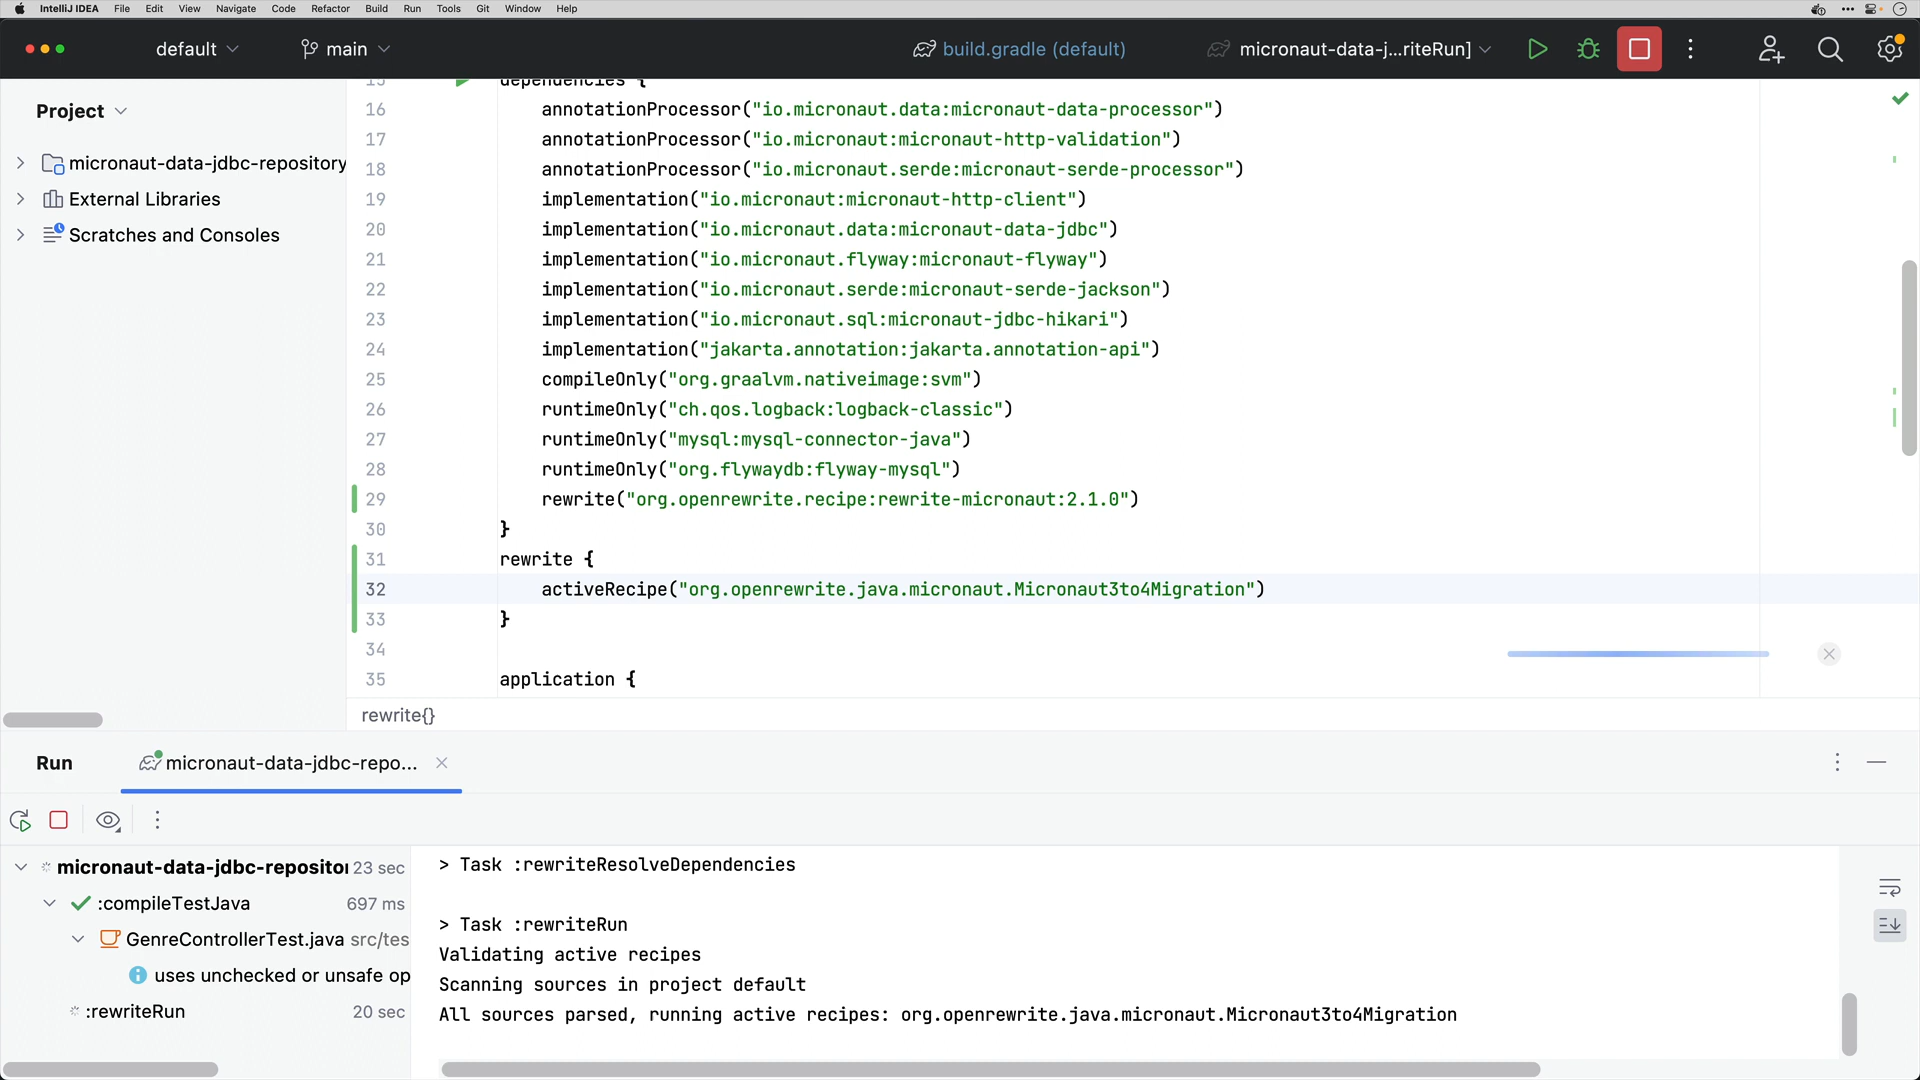 IntelliJ IDEA File Edit View Navigate Code Refactor Build Run Tools Git Window Help
default main build.gradle (default) micronaut-data-j...riteRun]
Project
micronaut-data-jdbc-repository
External Libraries
Scratches and Consoles
15 dependencies {
16 annotationProcessor("io.micronaut.data:micronaut-data-processor")
17 annotationProcessor("io.micronaut:micronaut-http-validation")
18 annotationProcessor("io.micronaut.serde:micronaut-serde-processor")
19 implementation("io.micronaut:micronaut-http-client")
20 implementation("io.micronaut.data:micronaut-data-jdbc")
21 implementation("io.micronaut.flyway:micronaut-flyway")
22 implementation("io.micronaut.serde:micronaut-serde-jackson")
23 implementation("io.micronaut.sql:micronaut-jdbc-hikari")
24 implementation("jakarta.annotation:jakarta.annotation-api")
25 compileOnly("org.graalvm.nativeimage:svm")
26 runtimeOnly("ch.qos.logback:logback-classic")
27 runtimeOnly("mysql:mysql-connector-java")
28 runtimeOnly("org.flywaydb:flyway-mysql")
29 rewrite("org.openrewrite.recipe:rewrite-micronaut:2.1.0")
30 }
31 rewrite {
32 activeRecipe("org.openrewrite.java.micronaut.Micronaut3to4Migration")
33 }
34
35 application {
rewrite{}
Run micronaut-data-jdbc-repo...
micronaut-data-jdbc-repositor 23 sec
:compileTestJava 697 ms
GenreControllerTest.java src/tes
uses unchecked or unsafe op
:rewriteRun 20 sec
> Task :rewriteResolveDependencies
> Task :rewriteRun
Validating active recipes
Scanning sources in project default
All sources parsed, running active recipes: org.openrewrite.java.micronaut.Micronaut3to4Migration